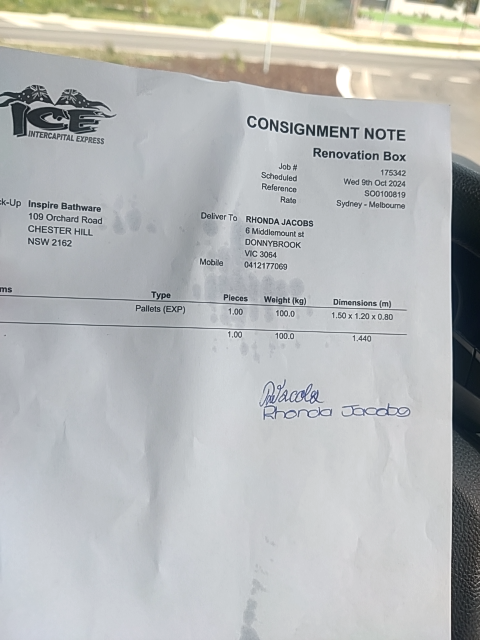 ICE
INTERCAPITAL EXPRESS
CONSIGNMENT NOTE
Renovation Box
Job # 175342
Scheduled Wed 9th Oct 2024
Reference SO0100819
Rate Sydney - Melbourne
ck-Up Inspire Bathware
109 Orchard Road
CHESTER HILL
NSW 2162
Deliver To RHONDA JACOBS
6 Middlemount st
DONNYBROOK
VIC 3064
Mobile 0412177069
ms Type Pieces Weight (kg) Dimensions (m)
Pallets (EXP) 1.00 100.0 1.50 x 1.20 x 0.80
1.00 100.0 1.440
Rhonda Jacobs